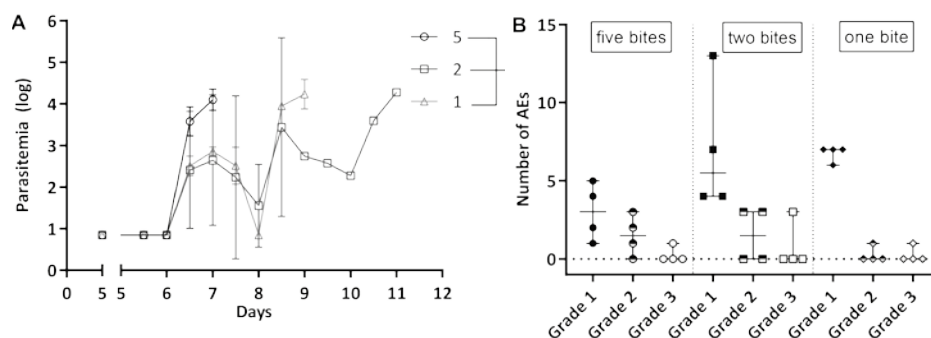 A
Parasitemia (log)
6
5
4
3
2
1
0
0
5
5
6
7
8
9
10
11
12
Days
5
2
1
B
five bites
two bites
one bite
Number of AEs
15
10
5
0
Grade 1
Grade 2
Grade 3
Grade 1
Grade 2
Grade 3
Grade 1
Grade 2
Grade 3